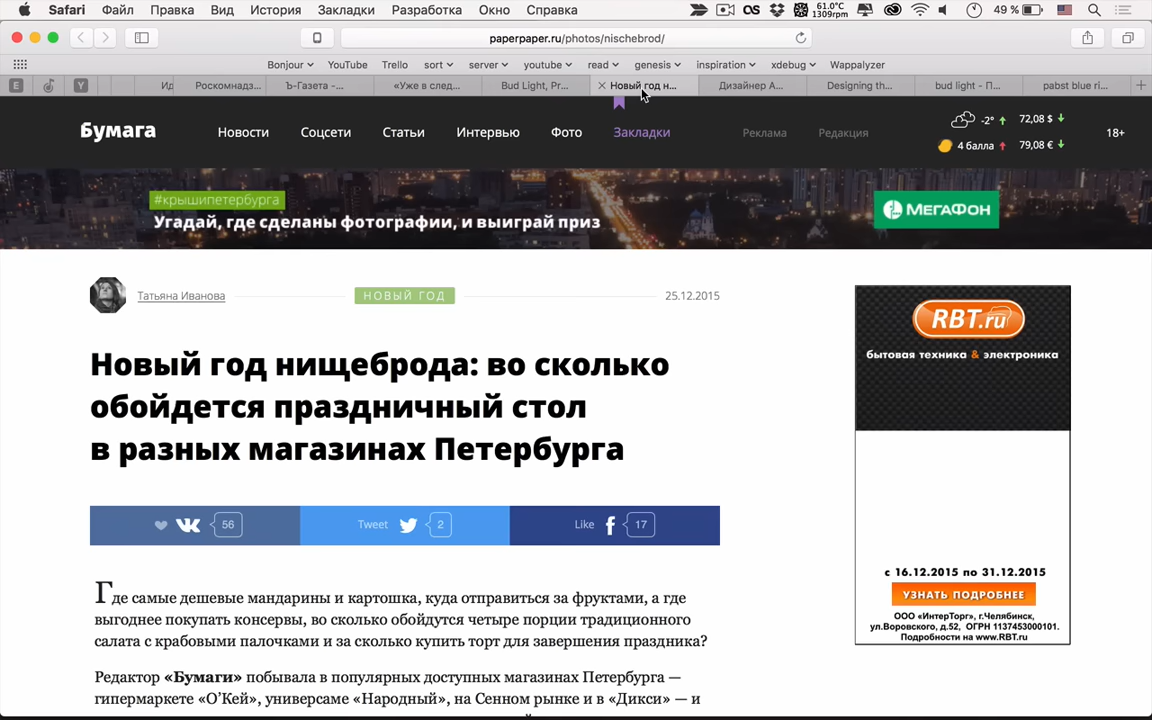 Safari Файл Правка Вид История Закладки Разработка Окно Справка
61.0°C
1309rpm
49 %
paperpaper.ru/photos/nischebrod/
Bonjour YouTube Trello sort server youtube read genesis inspiration xdebug Wappalyzer
E Y Ид Роскомнадз... Ъ-Газета -... «Уже в след... Bud Light, Pr... Новый год н... Дизайнер А... Designing th... bud light - П... pabst blue ri...
Бумага Новости Соцсети Статьи Интервью Фото Закладки Реклама Редакция
-2° 72,08 $
4 балла 79,08 €
18+
#крышипетербурга
Угадай, где сделаны фотографии, и выиграй приз
МЕГАФОН
Татьяна Иванова
НОВЫЙ ГОД
25.12.2015
Новый год нищеброда: во сколько
обойдется праздничный стол
в разных магазинах Петербурга
56 Tweet 2 Like 17
Где самые дешевые мандарины и картошка, куда отправиться за фруктами, а где
выгоднее покупать консервы, во сколько обойдутся четыре порции традиционного
салата с крабовыми палочками и за сколько купить торт для завершения праздника?
Редактор «Бумаги» побывала в популярных доступных магазинах Петербурга —
гипермаркете «О’Кей», универсаме «Народный», на Сенном рынке и в «Дикси» — и
RBT.ru
бытовая техника & электроника
с 16.12.2015 по 31.12.2015
УЗНАТЬ ПОДРОБНЕЕ
ООО «ИнтерТорг», г.Челябинск,
ул.Воровского, д.52, ОГРН 1137453000101.
Подробности на www.RBT.ru